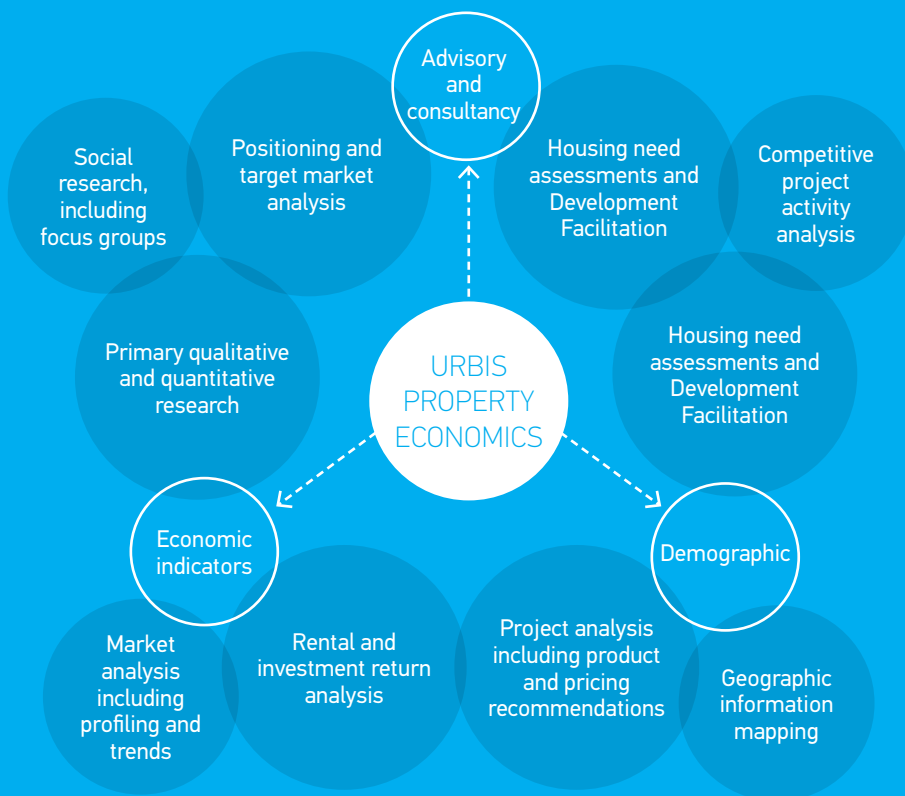 Advisory
and
consultancy
Social
research,
including
focus groups
Positioning and
target market
analysis
Housing need
assessments and
Development
Facilitation
Competitive
project
activity
analysis
Primary qualitative
and quantitative
research
URBIS
PROPERTY
ECONOMICS
Housing need
assessments and
Development
Facilitation
Economic
indicators
Demographic
Market
analysis
including
profiling and
trends
Rental and
investment return
analysis
Project analysis
including product
and pricing
recommendations
Geographic
information
mapping